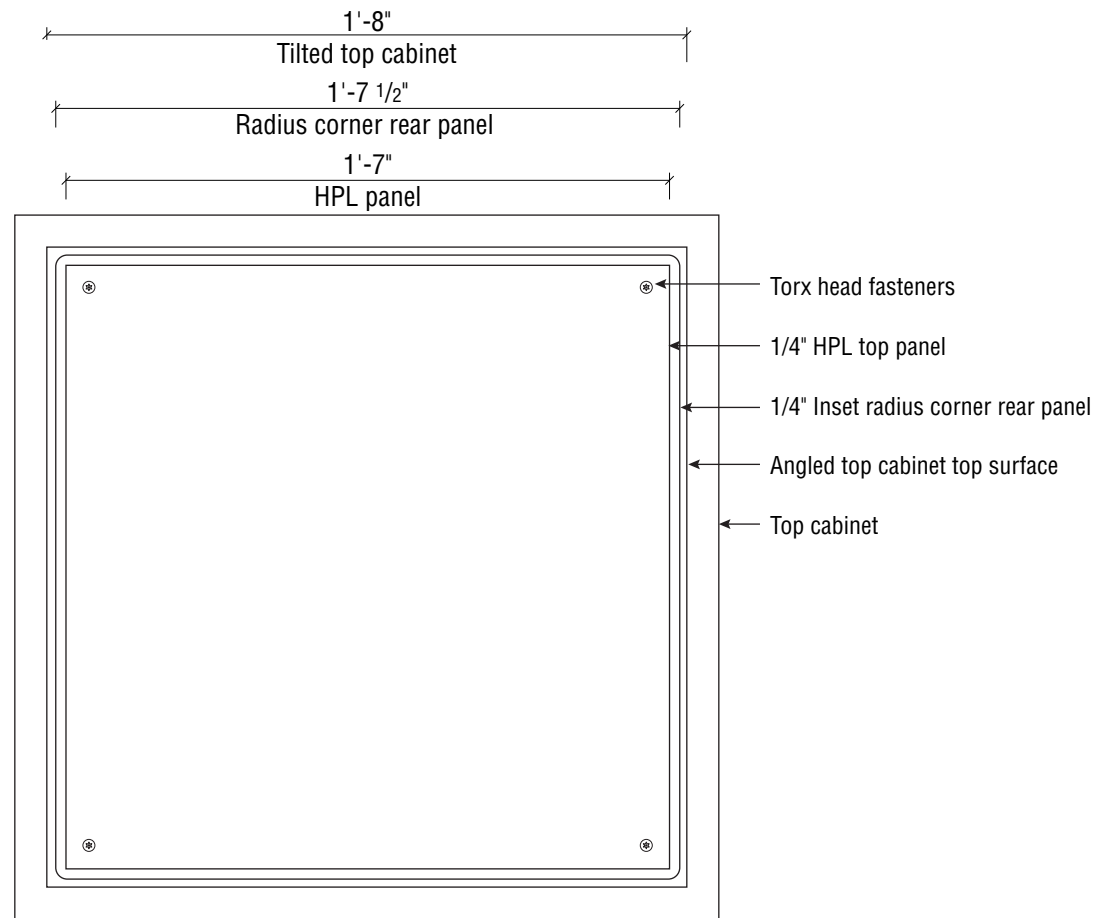 1'-8"
Tilted top cabinet
1'-7 1/2"
Radius corner rear panel
1'-7"
HPL panel
Torx head fasteners
1/4" HPL top panel
1/4" Inset radius corner rear panel
Angled top cabinet top surface
Top cabinet